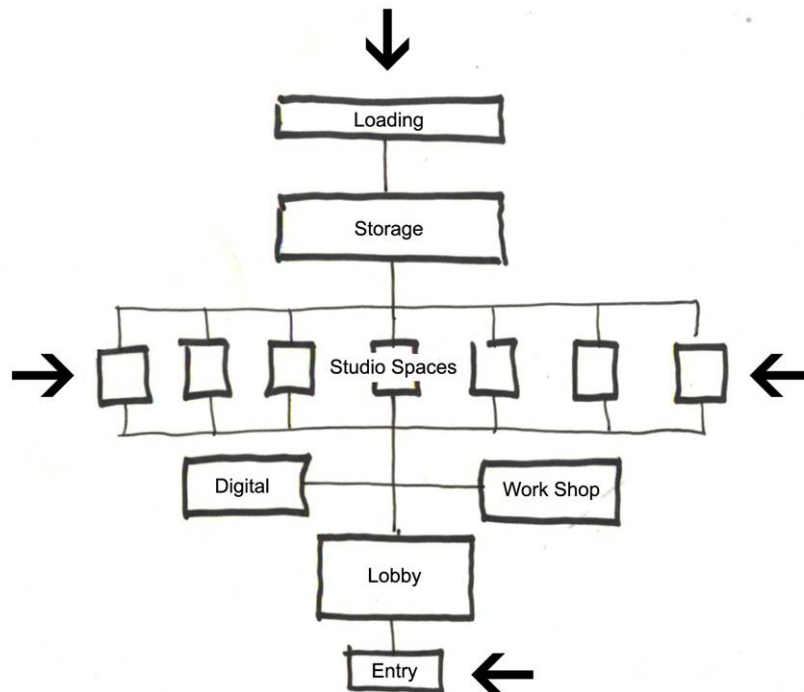 Loading
Storage
Studio Spaces
Digital
Work Shop
Lobby
Entry